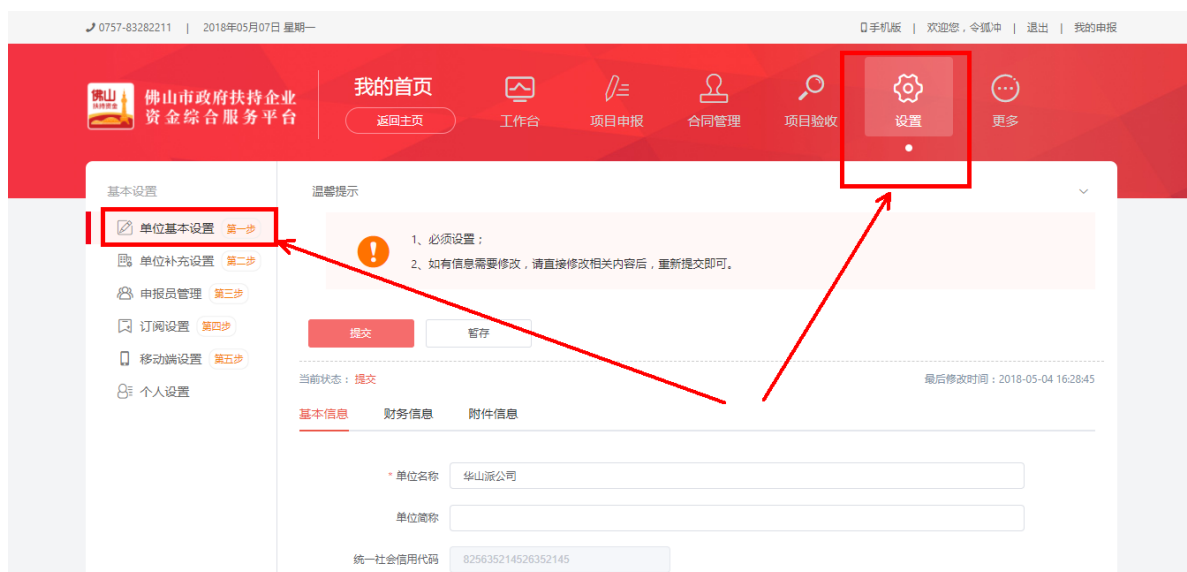 0757-83282211 | 2018年05月07日 星期一
手机版 | 欢迎您，令狐冲 | 退出 | 我的申报
佛山
扶持资金
佛山市政府扶持企业
资金综合服务平台
我的首页
返回主页
工作台
项目申报
合同管理
项目验收
设置
更多
基本设置
单位基本设置 第一步
单位补充设置 第二步
申报员管理 第三步
订阅设置 第四步
移动端设置 第五步
个人设置
温馨提示
1、必须设置；
2、如有信息需要修改，请直接修改相关内容后，重新提交即可。
提交 暂存
当前状态：提交
最后修改时间：2018-05-04 16:28:45
基本信息 财务信息 附件信息
* 单位名称 华山派公司
单位简称
统一社会信用代码 825635214526352145